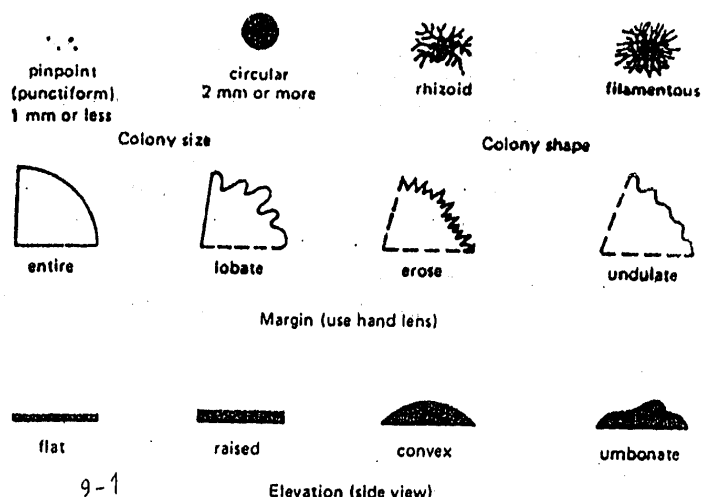 pinpoint
(punctiform)
1 mm or less
circular
2 mm or more
rhizoid
filamentous
Colony size
Colony shape
entire
lobate
erose
undulate
Margin (use hand lens)
flat
raised
convex
umbonate
9-1
Elevation (side view)